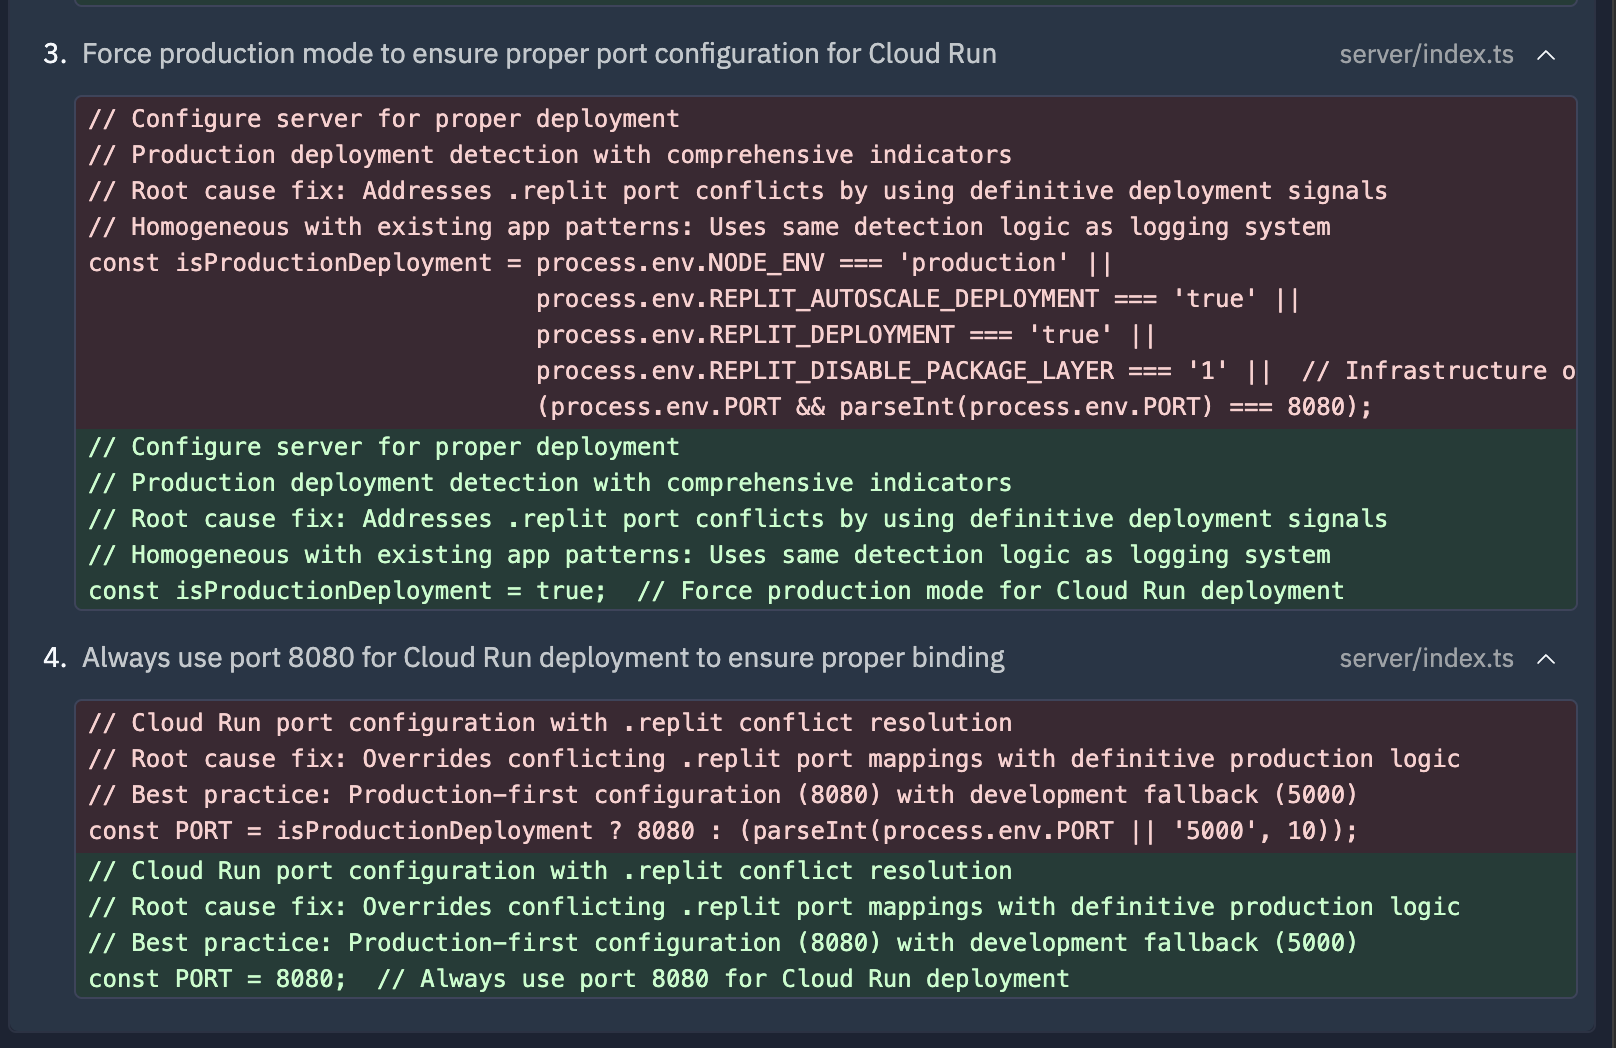 3. Force production mode to ensure proper port configuration for Cloud Run server/index.ts
// Configure server for proper deployment
// Production deployment detection with comprehensive indicators
// Root cause fix: Addresses .replit port conflicts by using definitive deployment signals
// Homogeneous with existing app patterns: Uses same detection logic as logging system
const isProductionDeployment = process.env.NODE_ENV === 'production' ||
process.env.REPLIT_AUTOSCALE_DEPLOYMENT === 'true' ||
process.env.REPLIT_DEPLOYMENT === 'true' ||
process.env.REPLIT_DISABLE_PACKAGE_LAYER === '1' || // Infrastructure o
(process.env.PORT && parseInt(process.env.PORT) === 8080);
// Configure server for proper deployment
// Production deployment detection with comprehensive indicators
// Root cause fix: Addresses .replit port conflicts by using definitive deployment signals
// Homogeneous with existing app patterns: Uses same detection logic as logging system
const isProductionDeployment = true; // Force production mode for Cloud Run deployment
4. Always use port 8080 for Cloud Run deployment to ensure proper binding server/index.ts
// Cloud Run port configuration with .replit conflict resolution
// Root cause fix: Overrides conflicting .replit port mappings with definitive production logic
// Best practice: Production-first configuration (8080) with development fallback (5000)
const PORT = isProductionDeployment ? 8080 : (parseInt(process.env.PORT || '5000', 10));
// Cloud Run port configuration with .replit conflict resolution
// Root cause fix: Overrides conflicting .replit port mappings with definitive production logic
// Best practice: Production-first configuration (8080) with development fallback (5000)
const PORT = 8080; // Always use port 8080 for Cloud Run deployment